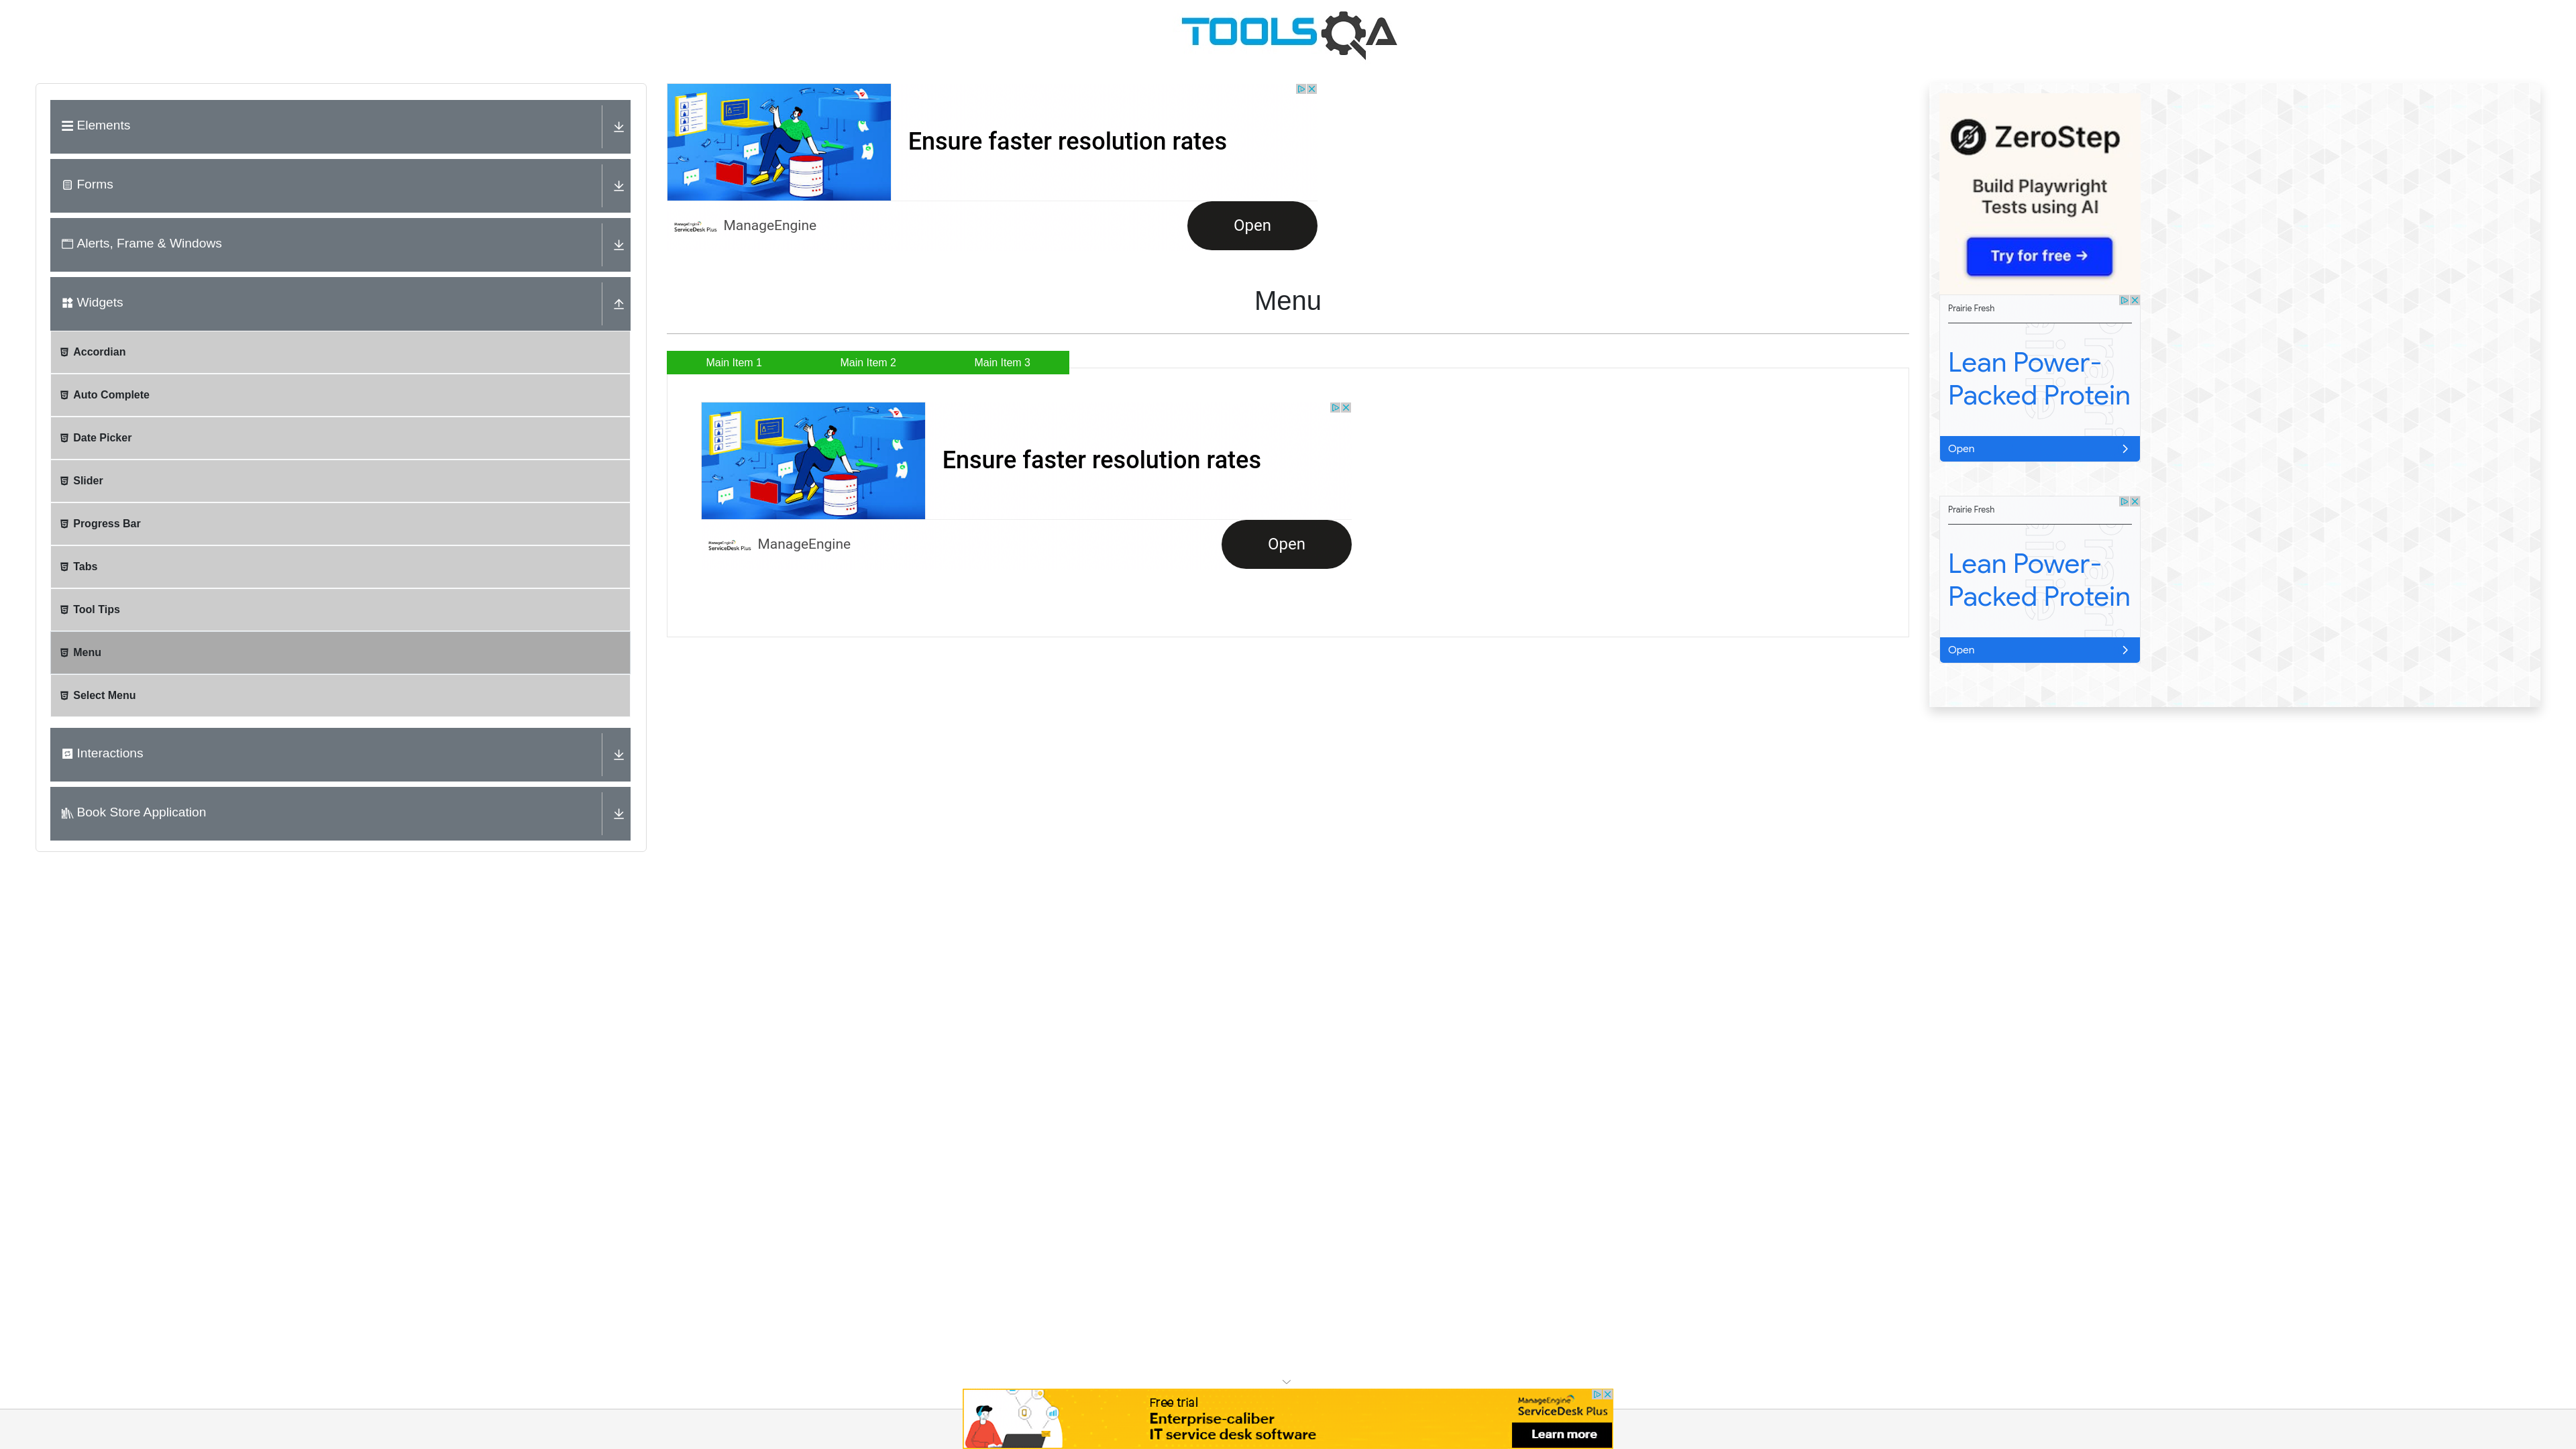 TOOLSQA
Elements
Forms
Alerts, Frame & Windows
Widgets
Accordian
Auto Complete
Date Picker
Slider
Progress Bar
Tabs
Tool Tips
Menu
Select Menu
Interactions
Book Store Application
Ensure faster resolution rates
ManageEngine
ServiceDesk Plus
ManageEngine
Open
Menu
Main Item 1
Main Item 2
Main Item 3
Ensure faster resolution rates
ManageEngine
ServiceDesk Plus
ManageEngine
Open
ZeroStep
Build Playwright
Tests using AI
Try for free →
Prairie Fresh
Lean Power-
Packed Protein
Open
Prairie Fresh
Lean Power-
Packed Protein
Open
Free trial
Enterprise-caliber
IT service desk software
ManageEngine
ServiceDesk Plus
Learn more